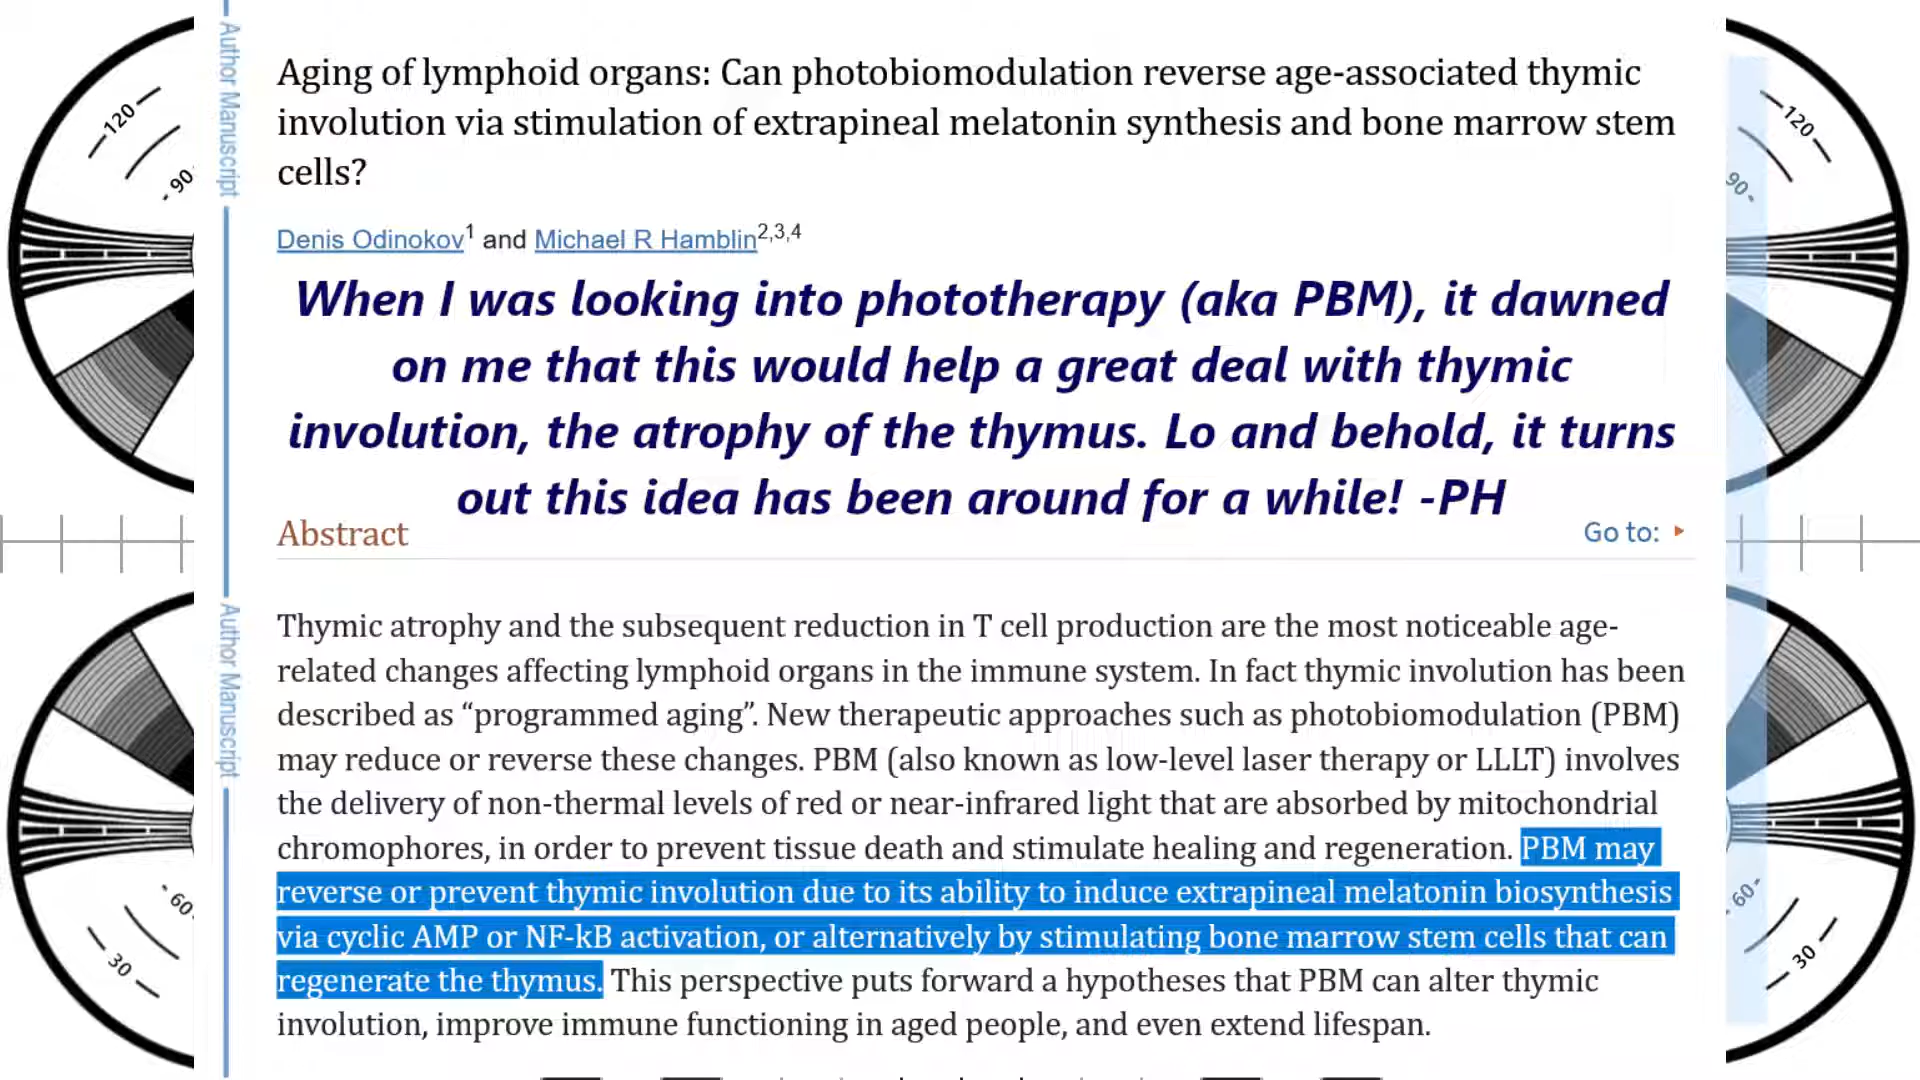 Aging of lymphoid organs: Can photobiomodulation reverse age-associated thymic
involution via stimulation of extrapineal melatonin synthesis and bone marrow stem
cells?
Denis Odinokov1 and Michael R Hamblin2,3,4
When I was looking into phototherapy (aka PBM), it dawned
on me that this would help a great deal with thymic
involution, the atrophy of the thymus. Lo and behold, it turns
out this idea has been around for a while! -PH
Abstract
Go to:
Thymic atrophy and the subsequent reduction in T cell production are the most noticeable age-
related changes affecting lymphoid organs in the immune system. In fact thymic involution has been
described as “programmed aging”. New therapeutic approaches such as photobiomodulation (PBM)
may reduce or reverse these changes. PBM (also known as low-level laser therapy or LLLT) involves
the delivery of non-thermal levels of red or near-infrared light that are absorbed by mitochondrial
chromophores, in order to prevent tissue death and stimulate healing and regeneration. PBM may
reverse or prevent thymic involution due to its ability to induce extrapineal melatonin biosynthesis
via cyclic AMP or NF-kB activation, or alternatively by stimulating bone marrow stem cells that can
regenerate the thymus. This perspective puts forward a hypotheses that PBM can alter thymic
involution, improve immune functioning in aged people, and even extend lifespan.
Author Manuscript
Author Manuscript
120
90
60
30
120
90
60
30